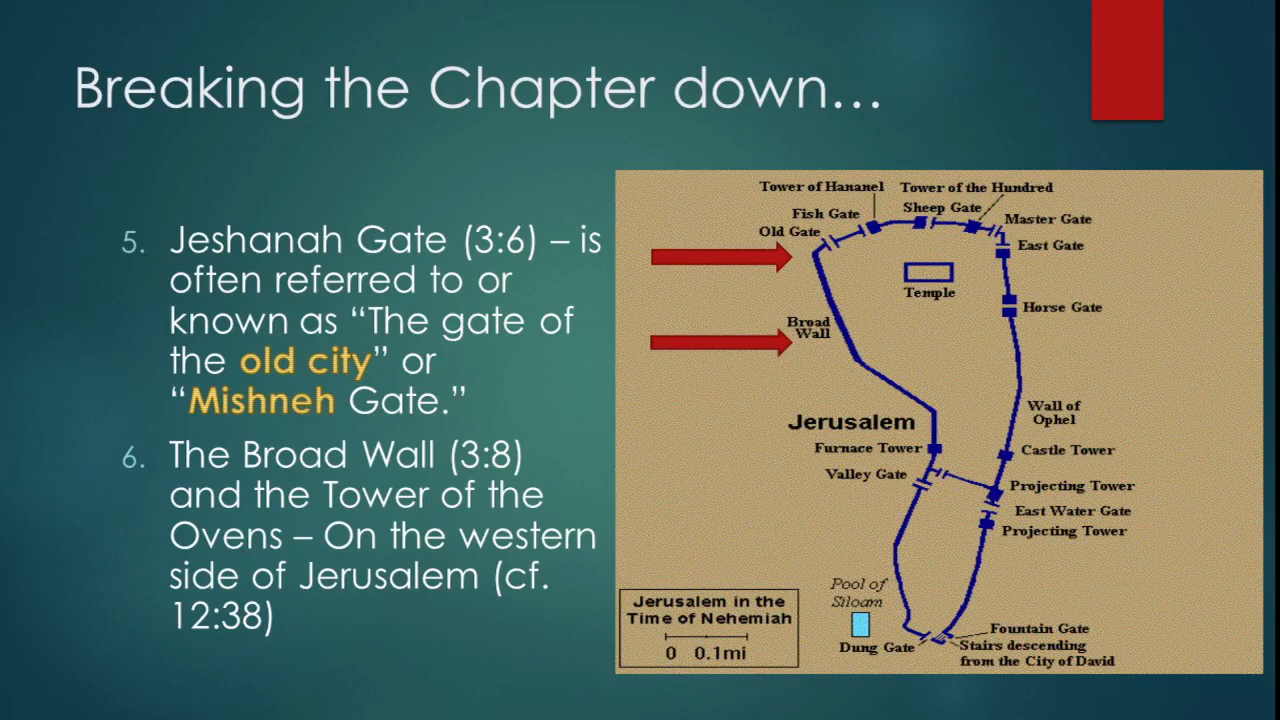 Breaking the Chapter down…
5. Jeshanah Gate (3:6) – is
often referred to or
known as “The gate of
the old city” or
“Mishneh Gate.”
6. The Broad Wall (3:8)
and the Tower of the
Ovens – On the western
side of Jerusalem (cf.
12:38)
Tower of Hananel
Tower of the Hundred
Fish Gate
Sheep Gate
Master Gate
Old Gate
East Gate
Temple
Horse Gate
Broad
Wall
Wall of
Ophel
Jerusalem
Furnace Tower
Castle Tower
Valley Gate
Projecting Tower
East Water Gate
Projecting Tower
Pool of
Siloam
Jerusalem in the
Time of Nehemiah
0 0.1mi
Fountain Gate
Dung Gate
Stairs descending
from the City of David